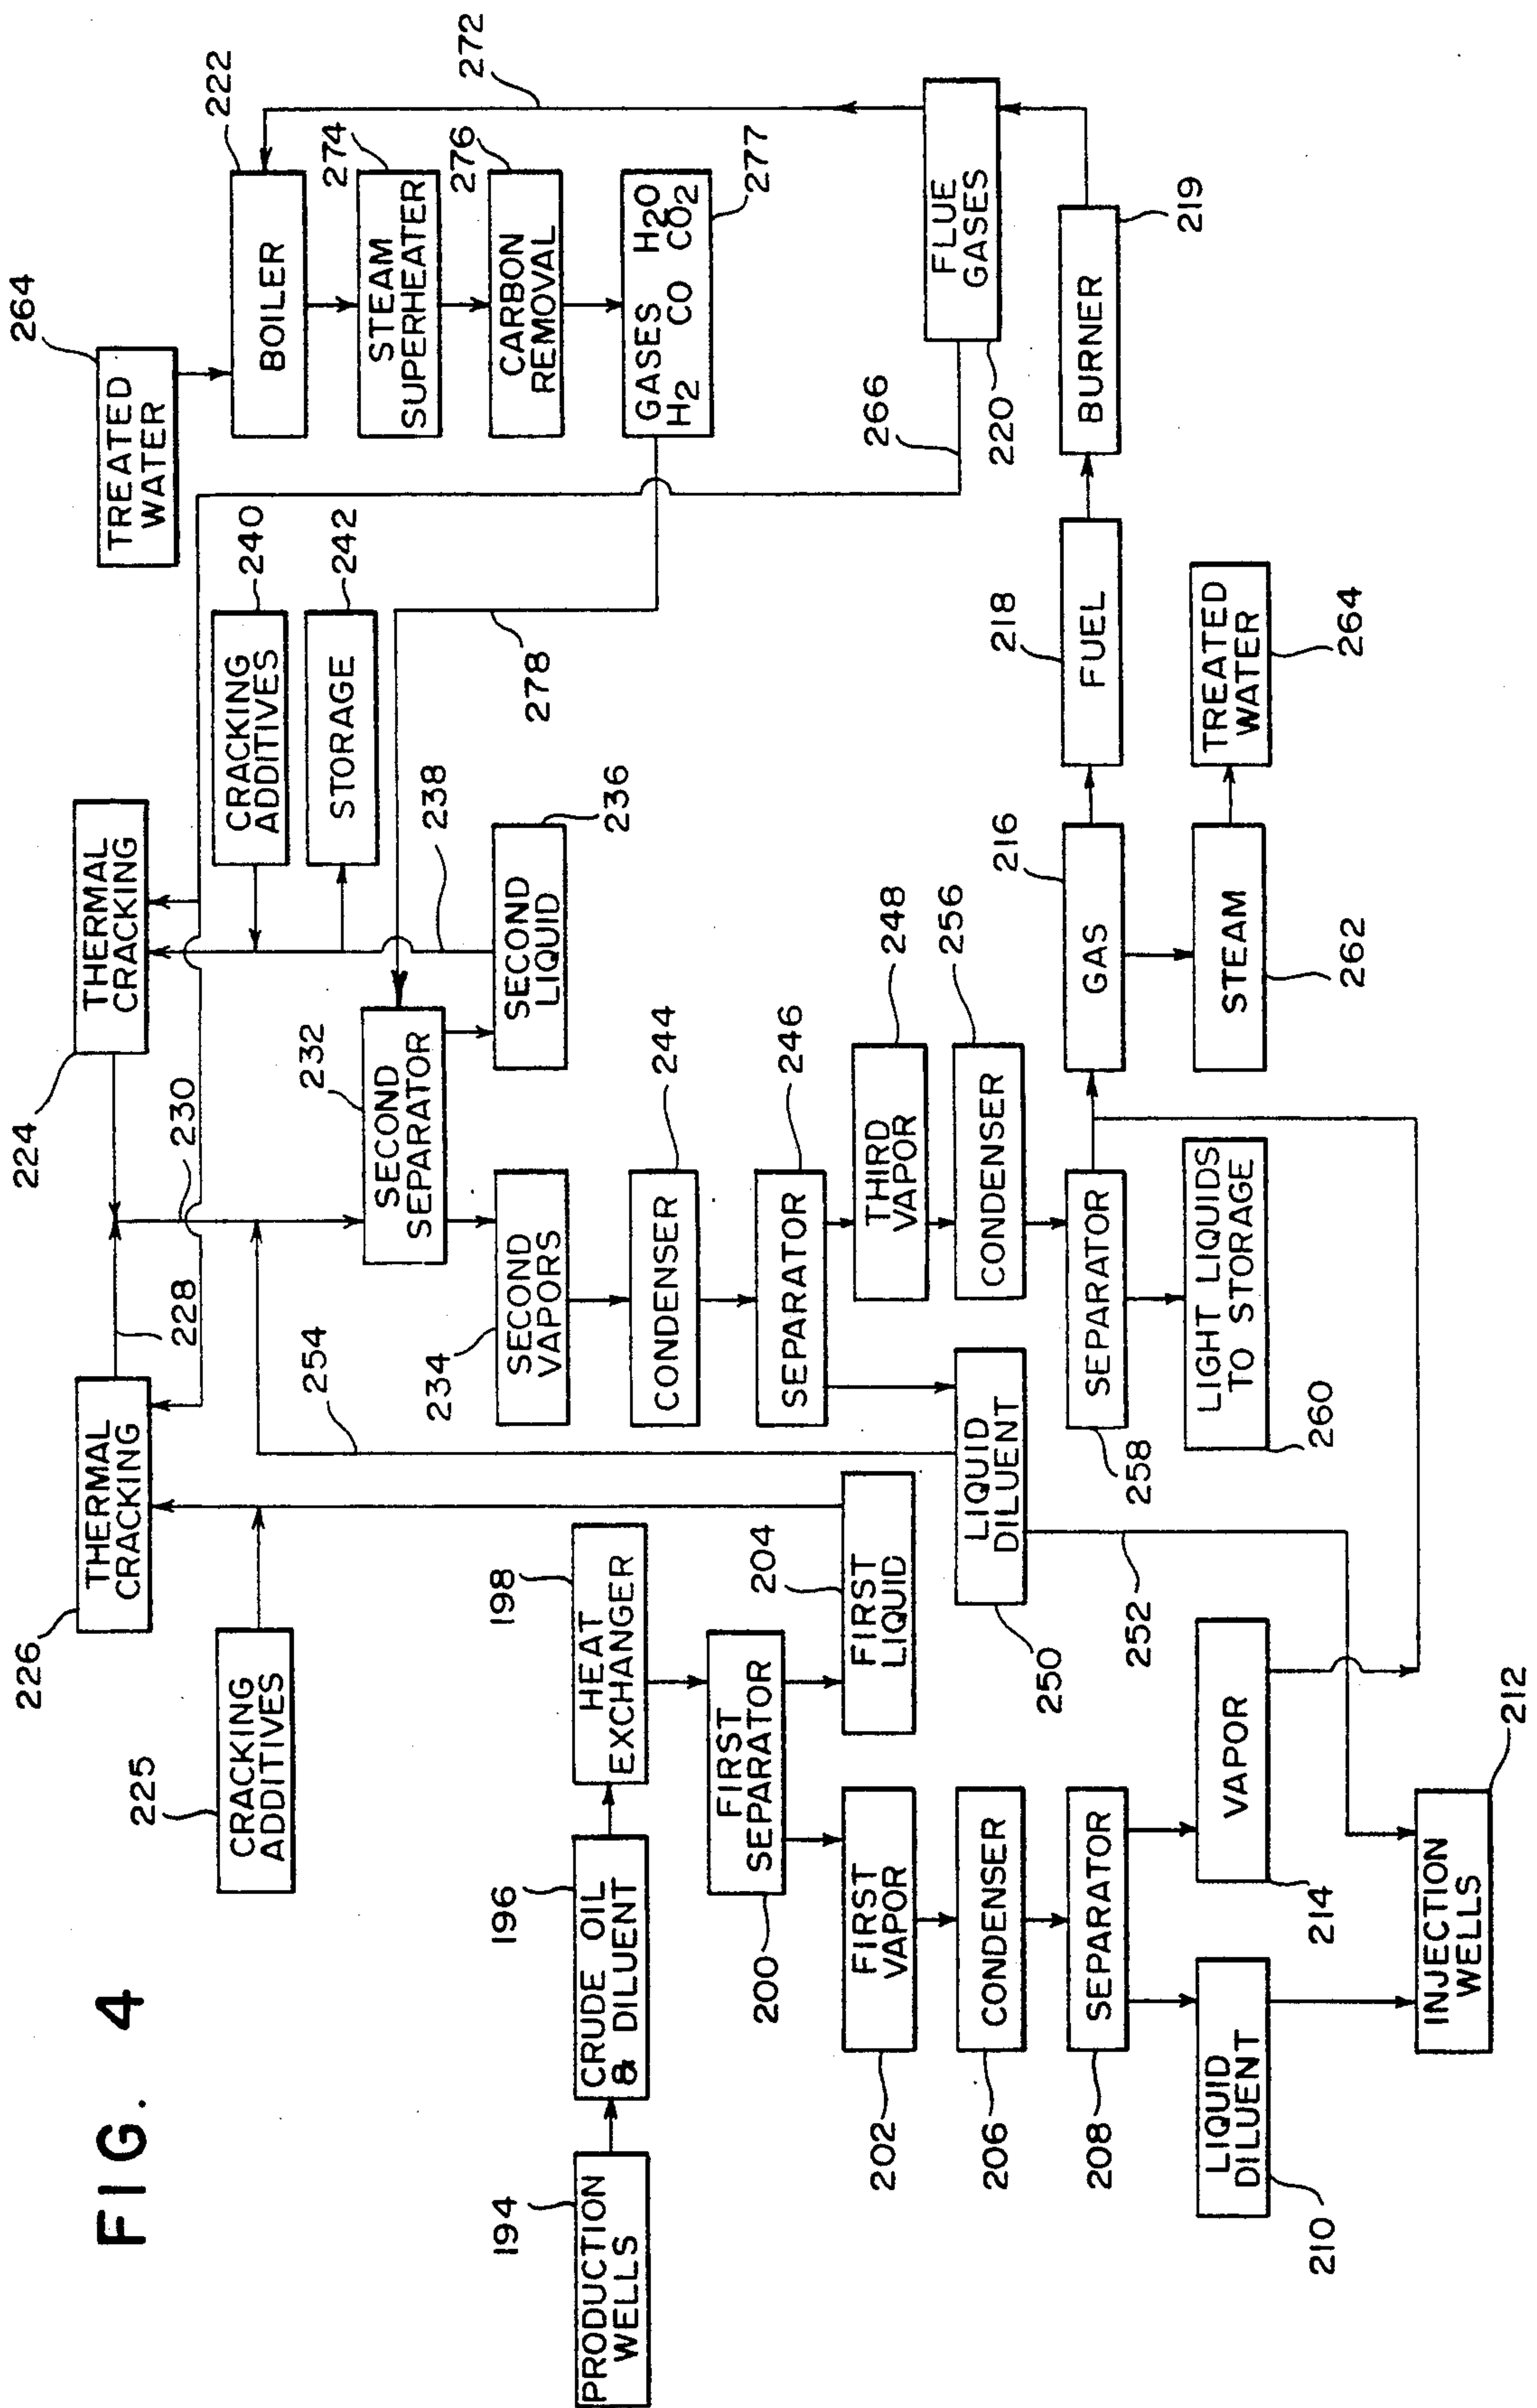 FIG. 4
194
PRODUCTION
WELLS
196
CRUDE OIL
& DILUENT
198
HEAT
EXCHANGER
FIRST
SEPARATOR
200
FIRST
VAPOR
202
204
FIRST
LIQUID
CONDENSER
206
SEPARATOR
208
LIQUID
DILUENT
210
VAPOR
214
INJECTION
WELLS
212
225
CRACKING
ADDITIVES
226
THERMAL
CRACKING
228
230
224
THERMAL
CRACKING
254
232
SECOND
SEPARATOR
234
SECOND
VAPORS
SECOND
LIQUID
236
238
CRACKING
ADDITIVES
240
STORAGE
242
CONDENSER
244
SEPARATOR
246
THIRD
VAPOR
248
LIQUID
DILUENT
250
252
CONDENSER
256
SEPARATOR
258
LIGHT LIQUIDS
TO STORAGE
260
GAS
216
STEAM
262
TREATED
WATER
264
FUEL
218
BURNER
219
FLUE
GASES
220
266
272
TREATED
WATER
264
BOILER
222
STEAM
SUPERHEATER
274
CARBON
REMOVAL
276
GASES H2O
H2 CO CO2
277
278